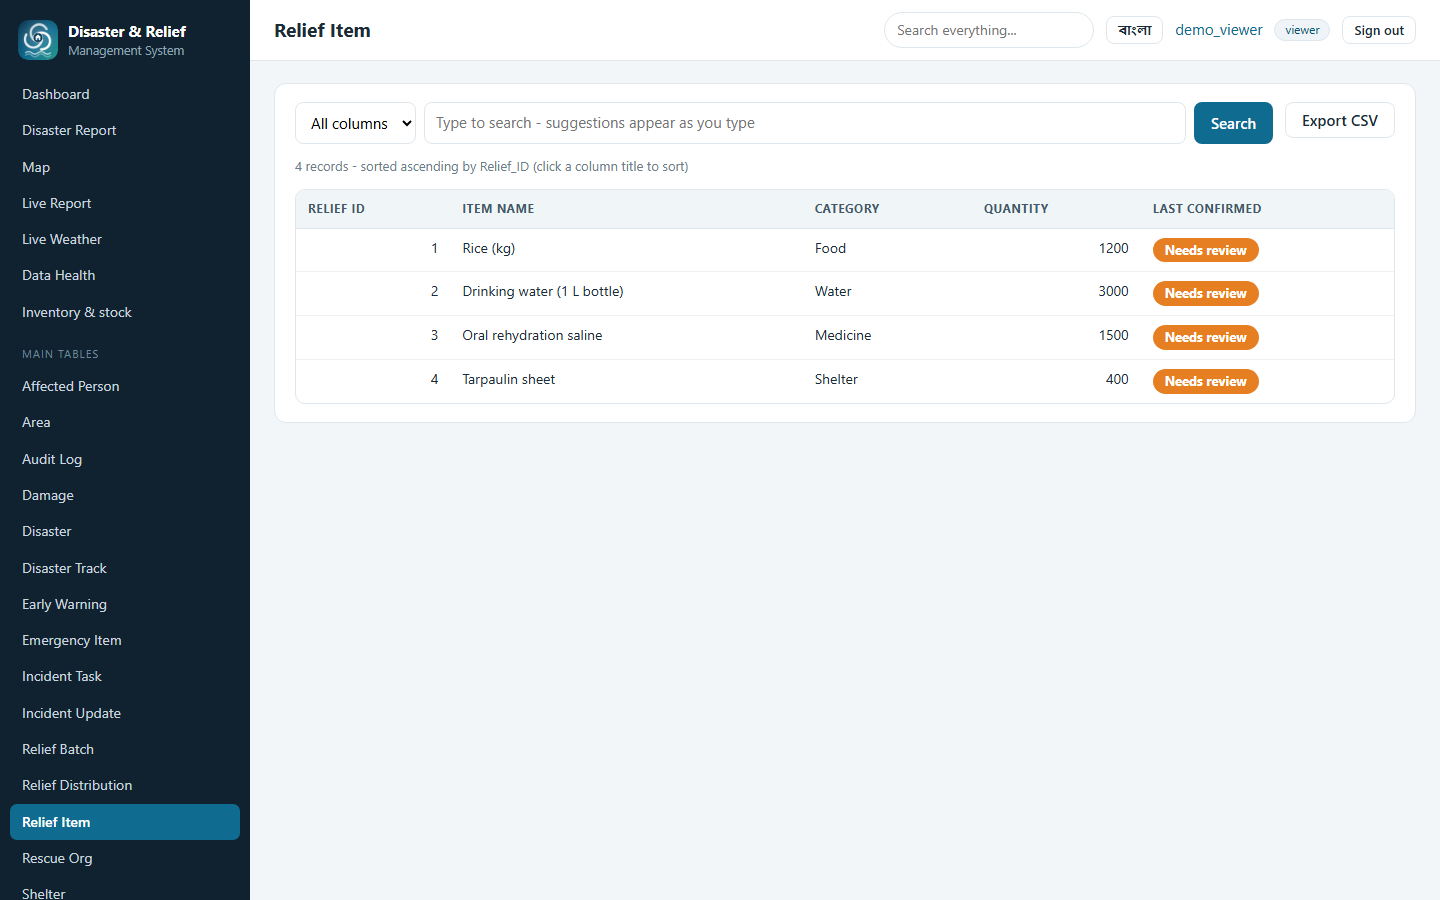 Disaster & Relief
Management System
Dashboard
Disaster Report
Map
Live Report
Live Weather
Data Health
Inventory & stock
MAIN TABLES
Affected Person
Area
Audit Log
Damage
Disaster
Disaster Track
Early Warning
Emergency Item
Incident Task
Incident Update
Relief Batch
Relief Distribution
Relief Item
Rescue Org
Shelter
Relief Item
Search everything...
বাংলা
demo_viewer
viewer
Sign out
All columns
Type to search - suggestions appear as you type
Search
Export CSV
4 records - sorted ascending by Relief_ID (click a column title to sort)
RELIEF ID ITEM NAME CATEGORY QUANTITY LAST CONFIRMED
1 Rice (kg) Food 1200 Needs review
2 Drinking water (1 L bottle) Water 3000 Needs review
3 Oral rehydration saline Medicine 1500 Needs review
4 Tarpaulin sheet Shelter 400 Needs review